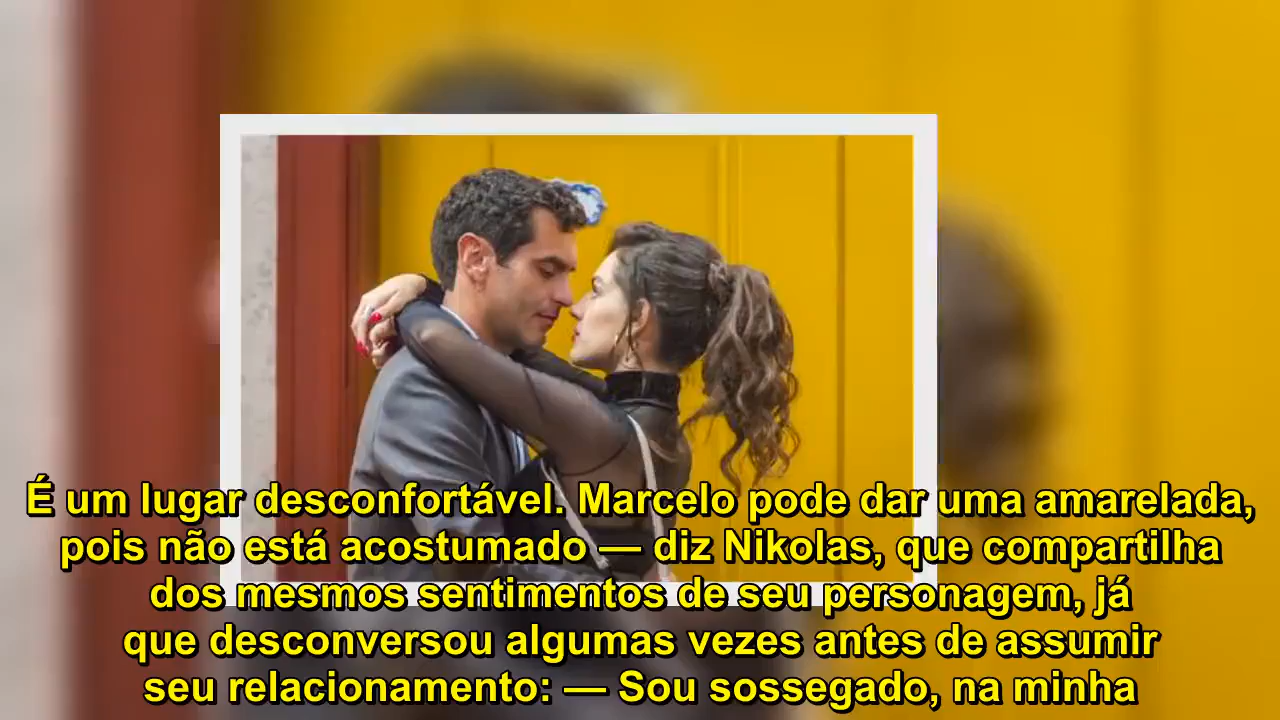 É um lugar desconfortável. Marcelo pode dar uma amarelada,
pois não está acostumado — diz Nikolas, que compartilha
dos mesmos sentimentos de seu personagem, já
que desconversou algumas vezes antes de assumir
seu relacionamento: — Sou sossegado, na minha